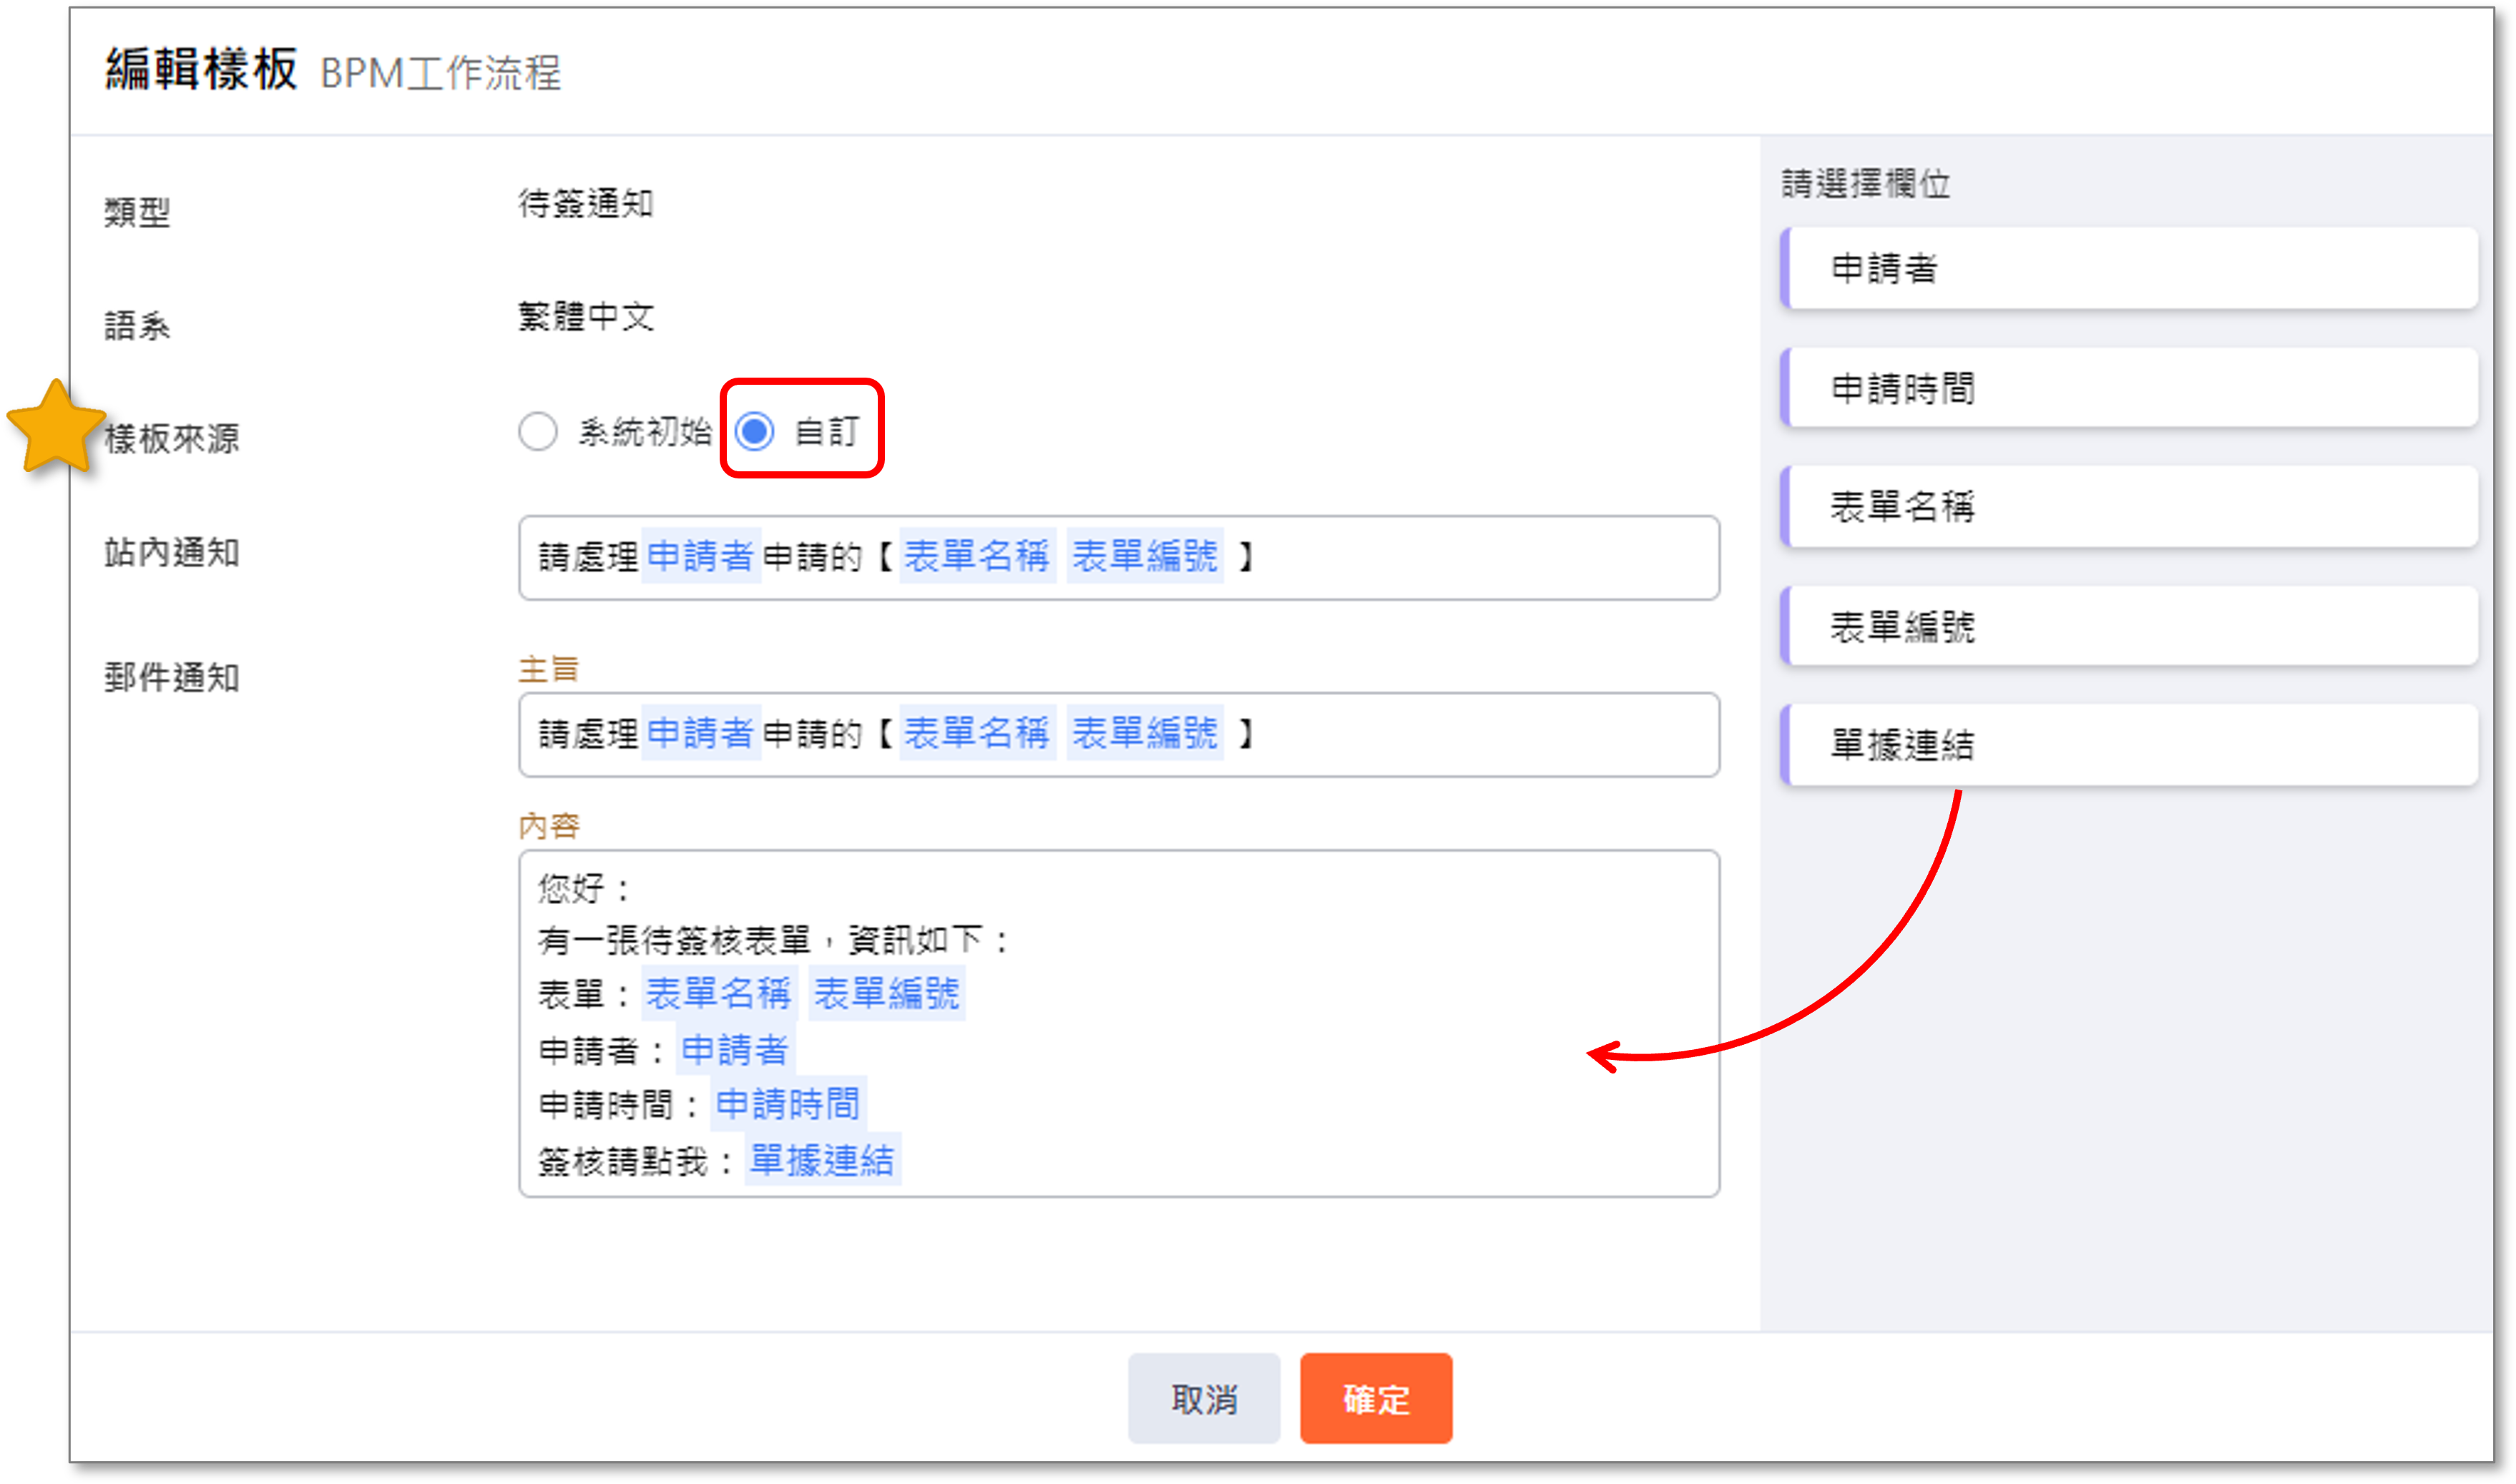 編輯樣板 BPM工作流程
類型 待簽通知
語系 繁體中文
樣板來源 系統初始 自訂
站內通知 請處理 申請者 申請的【 表單名稱 表單編號 】
郵件通知 主旨
請處理 申請者 申請的【 表單名稱 表單編號 】
內容
您好：
有一張待簽核表單，資訊如下：
表單： 表單名稱 表單編號
申請者： 申請者
申請時間： 申請時間
簽核請點我： 單據連結
請選擇欄位
申請者
申請時間
表單名稱
表單編號
單據連結
取消 確定